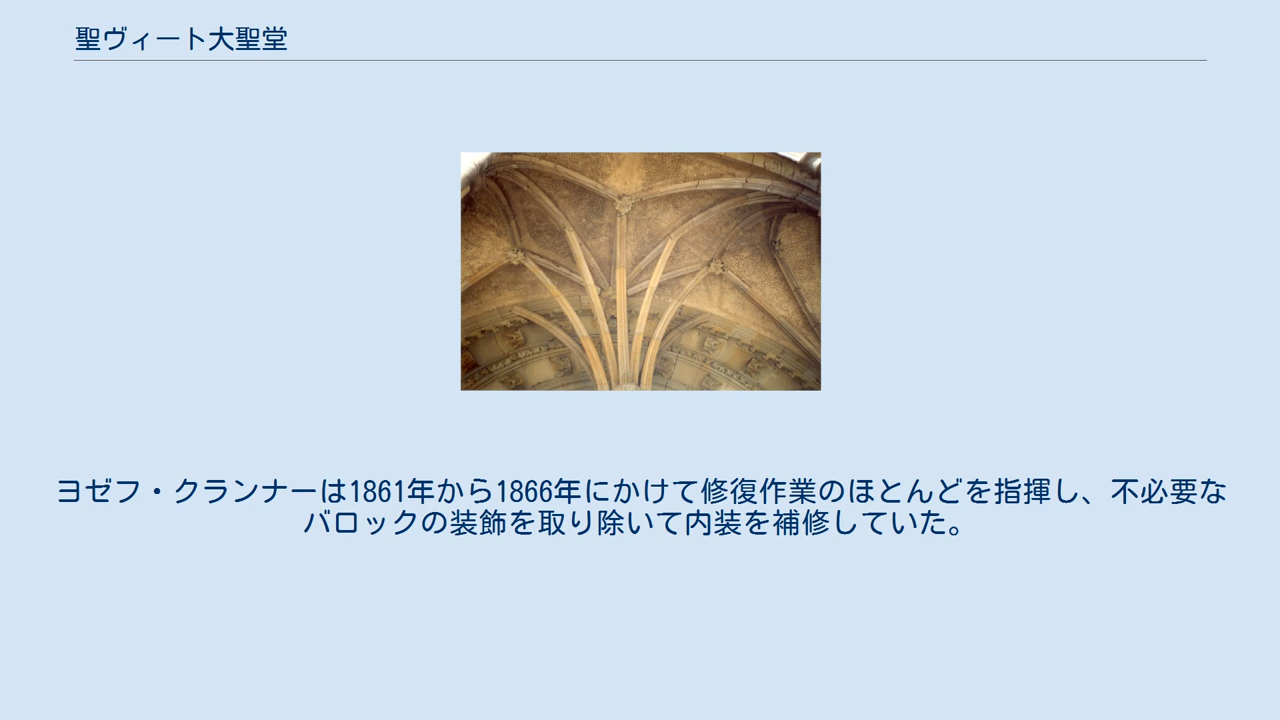 聖ヴィート大聖堂
ヨゼフ・クランナーは1861年から1866年にかけて修復作業のほとんどを指揮し、不必要な
バロックの装飾を取り除いて内装を補修していた。